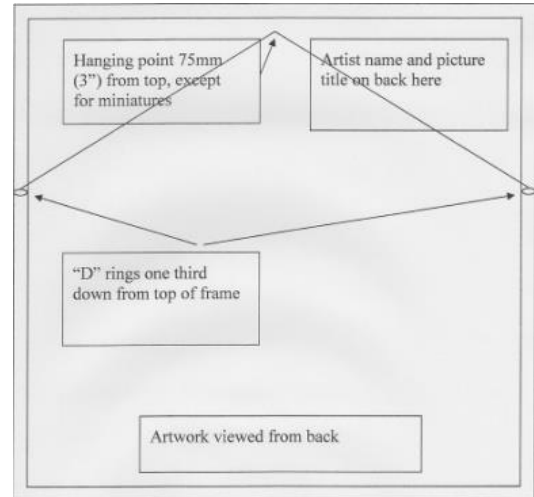 Hanging point 75mm
(3”) from top, except
for miniatures
Artist name and picture
title on back here
“D” rings one third
down from top of frame
Artwork viewed from back